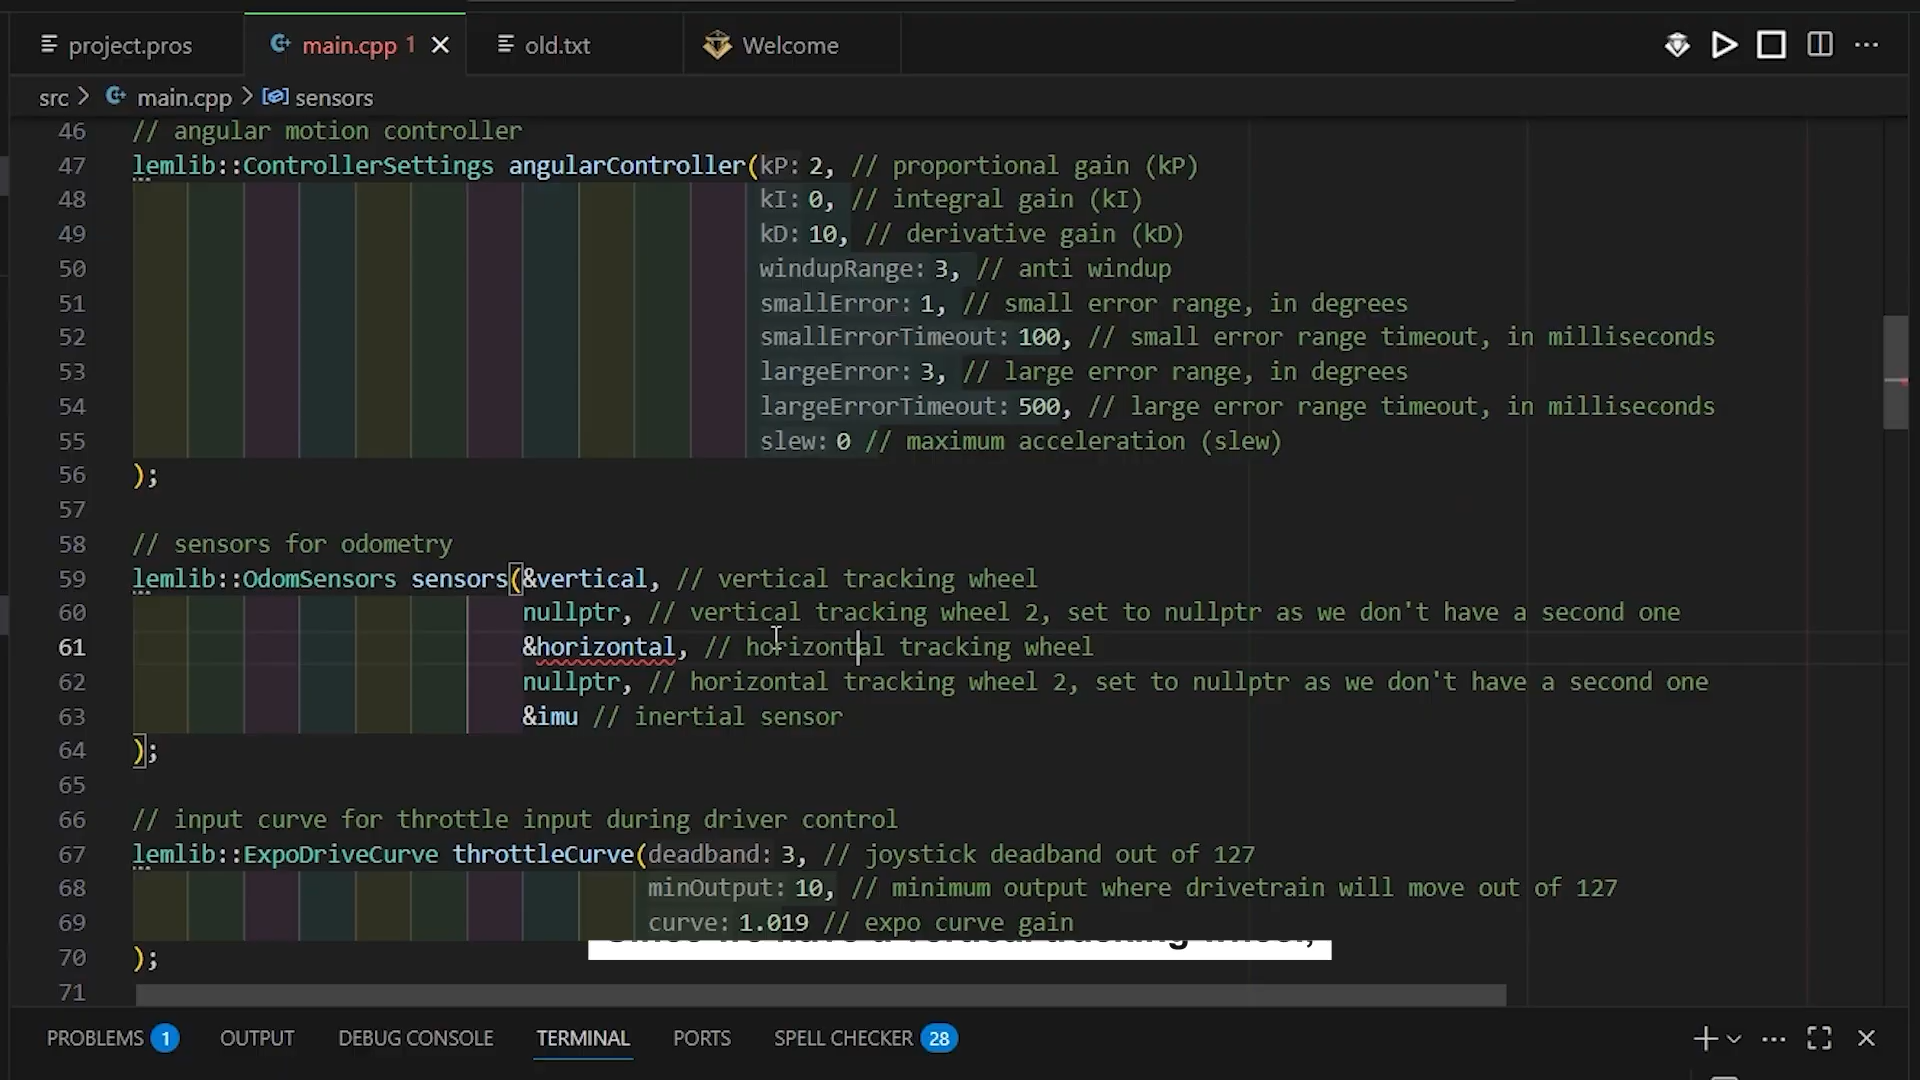 project.pros
main.cpp 1
old.txt
Welcome
src > main.cpp > sensors
46 // angular motion controller
47 lemlib::ControllerSettings angularController(kP: 2, // proportional gain (kP)
48 kI: 0, // integral gain (kI)
49 kD: 10, // derivative gain (kD)
50 windupRange: 3, // anti windup
51 smallError: 1, // small error range, in degrees
52 smallErrorTimeout: 100, // small error range timeout, in milliseconds
53 largeError: 3, // large error range, in degrees
54 largeErrorTimeout: 500, // large error range timeout, in milliseconds
55 slew: 0 // maximum acceleration (slew)
56 );
57
58 // sensors for odometry
59 lemlib::OdomSensors sensors(&vertical, // vertical tracking wheel
60 nullptr, // vertical tracking wheel 2, set to nullptr as we don't have a second one
61 &horizontal, // horizontal tracking wheel
62 nullptr, // horizontal tracking wheel 2, set to nullptr as we don't have a second one
63 &imu // inertial sensor
64 );
65
66 // input curve for throttle input during driver control
67 lemlib::ExpoDriveCurve throttleCurve(deadband: 3, // joystick deadband out of 127
68 minOutput: 10, // minimum output where drivetrain will move out of 127
69 curve: 1.019 // expo curve gain
Since we have a vertical tracking wheel,
70 );
71
PROBLEMS 1
OUTPUT
DEBUG CONSOLE
TERMINAL
PORTS
SPELL CHECKER 28